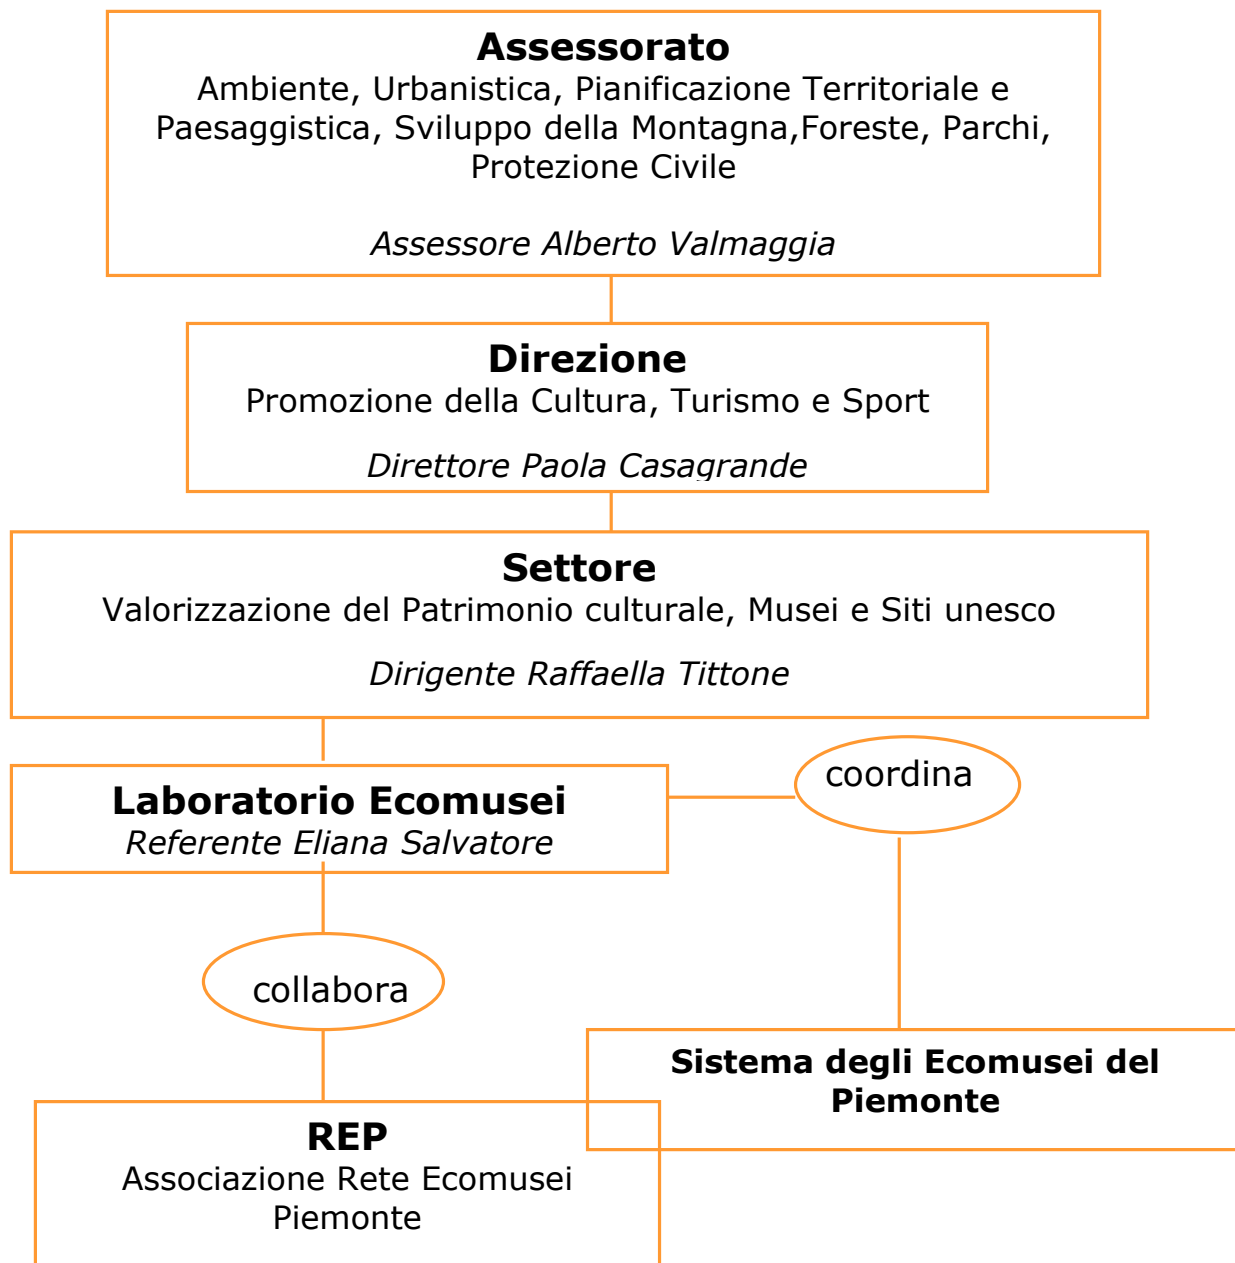 Assessorato
Ambiente, Urbanistica, Pianificazione Territoriale e
Paesaggistica, Sviluppo della Montagna,Foreste, Parchi,
Protezione Civile
Assessore Alberto Valmaggia
Direzione
Promozione della Cultura, Turismo e Sport
Direttore Paola Casagrande
Settore
Valorizzazione del Patrimonio culturale, Musei e Siti unesco
Dirigente Raffaella Tittone
coordina
Laboratorio Ecomusei
Referente Eliana Salvatore
collabora
Sistema degli Ecomusei del
Piemonte
REP
Associazione Rete Ecomusei
Piemonte